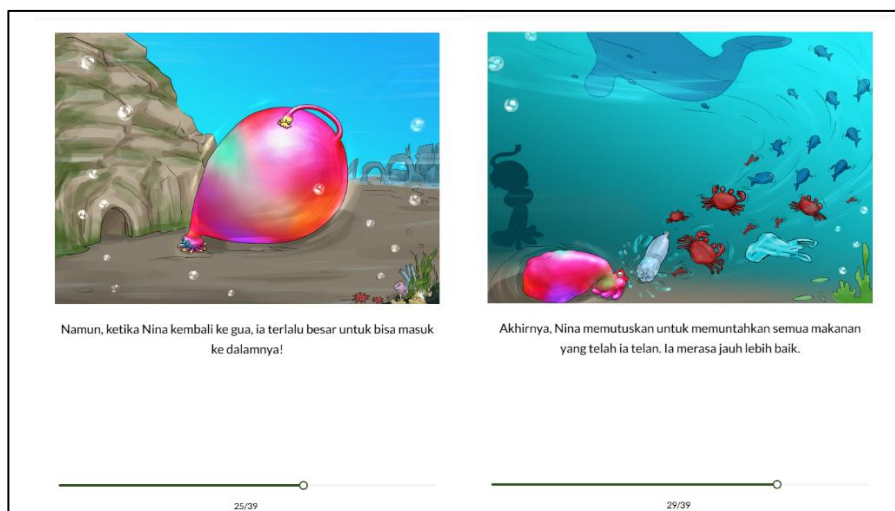 Namun, ketika Nina kembali ke gua, ia terlalu besar untuk bisa masuk
ke dalamnya!
25/39
Akhirnya, Nina memutuskan untuk memuntahkan semua makanan
yang telah ia telan. Ia merasa jauh lebih baik.
29/39